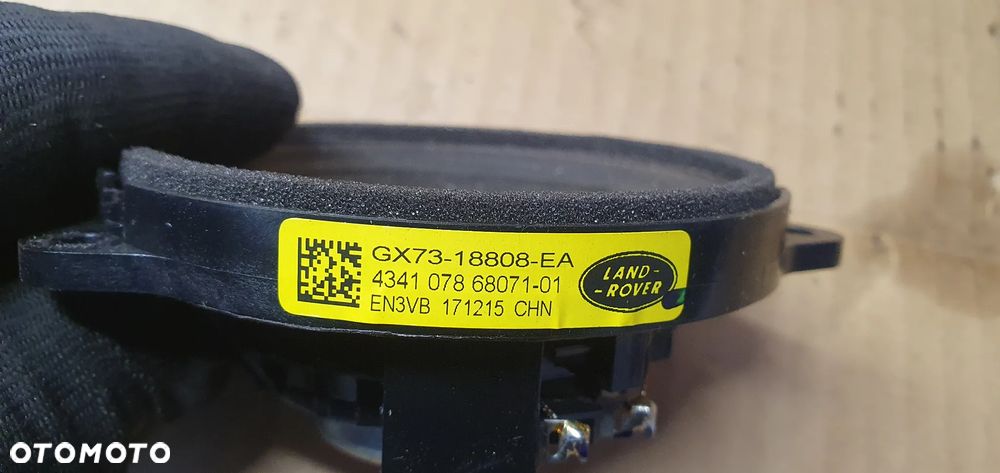 GX73-18808-EA
4341 078 68071-01
EN3VB 171215 CHN
LAND-
-ROVER
OTOMOTO